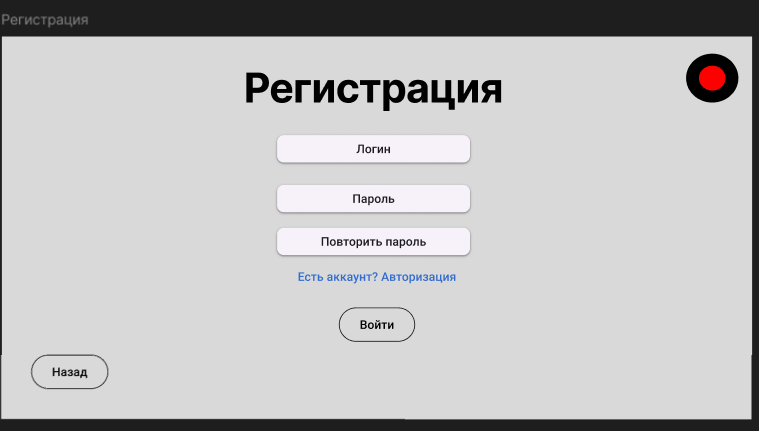 Регистрация
Регистрация
Логин
Пароль
Повторить пароль
Есть аккаунт? Авторизация
Войти
Назад